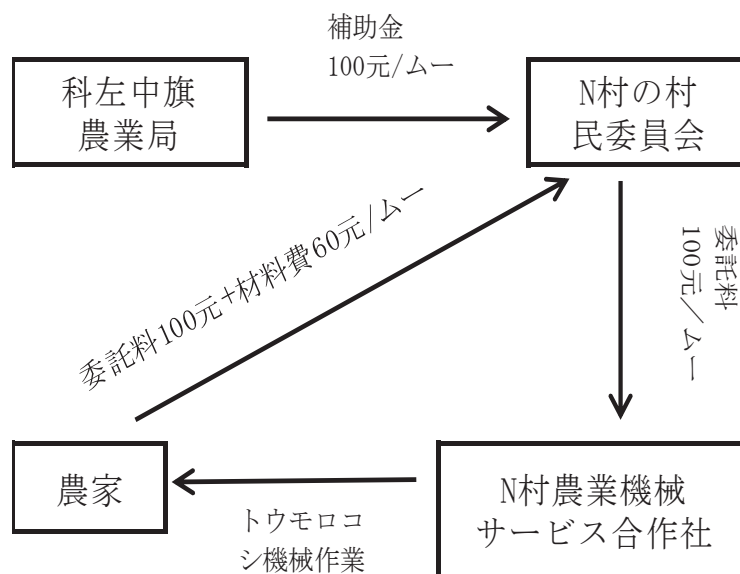 補助金
100元/ムー
科左中旗
農業局
N村の村
民委員会
委託料100元+材料費60元/ムー
委託料
100元／ムー
農家
トウモロコ
シ機械作業
N村農業機械
サービス合作社